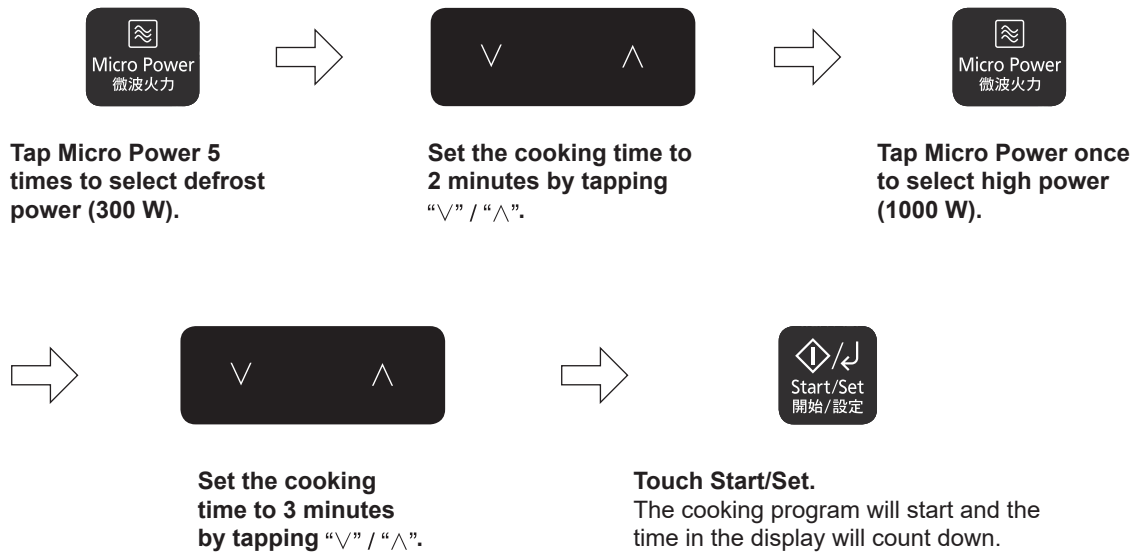 Micro Power
微波火力
∨ ∧
Micro Power
微波火力
Tap Micro Power 5
times to select defrost
power (300 W).
Set the cooking time to
2 minutes by tapping
“∨” / “∧”.
Tap Micro Power once
to select high power
(1000 W).
∨ ∧
Start/Set
開始/設定
Set the cooking
time to 3 minutes
by tapping “∨” / “∧”.
Touch Start/Set.
The cooking program will start and the
time in the display will count down.